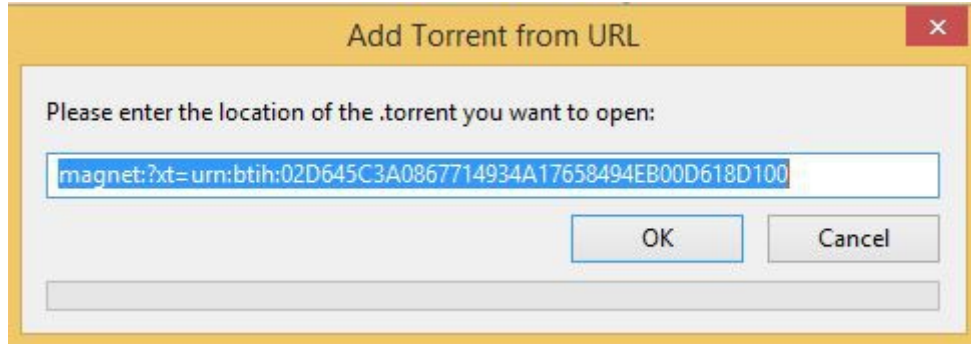 Add Torrent from URL
Please enter the location of the .torrent you want to open:
magnet:?xt=urn:btih:02D645C3A0867714934A17658494EB00D618D100
OK
Cancel